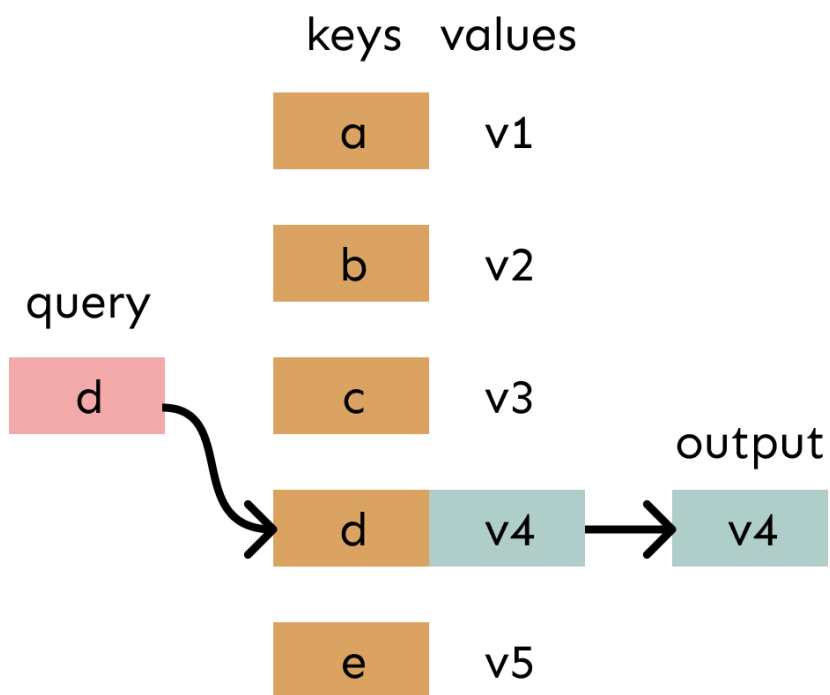 keys values
a v1
b v2
query
d c v3
output
d v4 v4
e v5